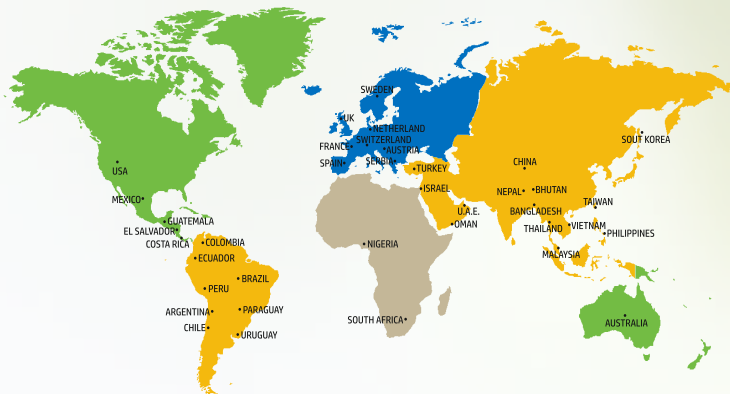 SWEDEN
UK
NETHERLAND
SWITZERLAND
FRANCE
AUSTRIA
SERBIA
SPAIN
TURKEY
SOUT KOREA
CHINA
USA
ISRAEL
NEPAL
BHUTAN
MEXICO
TAIWAN
U.A.E.
BANGLADESH
GUATEMALA
OMAN
THAILAND
VIETNAM
EL SALVADOR
PHILIPPINES
COSTA RICA
COLOMBIA
NIGERIA
MALAYSIA
ECUADOR
BRAZIL
PERU
ARGENTINA
PARAGUAY
SOUTH AFRICA
AUSTRALIA
CHILE
URUGUAY